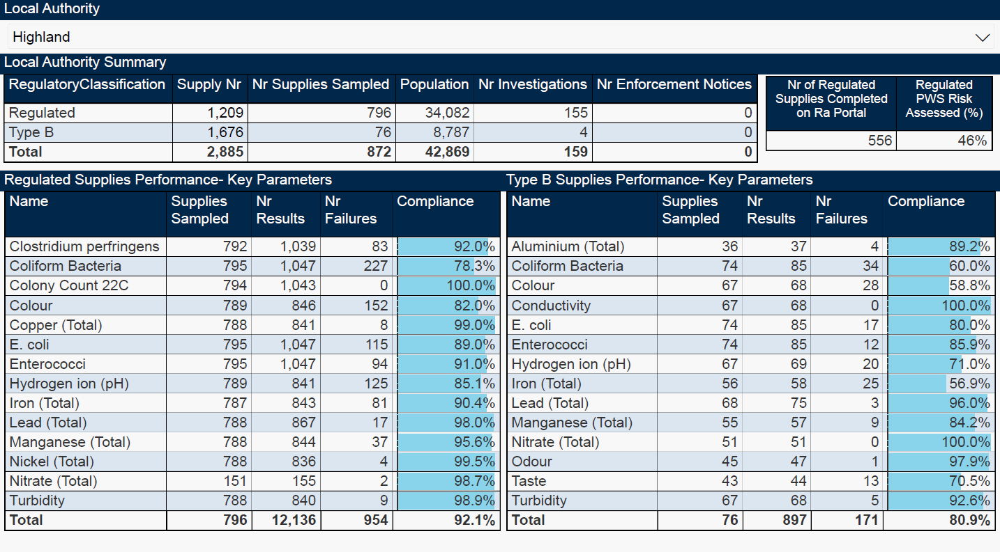 Local Authority
Highland
Local Authority Summary
RegulatoryClassification Supply Nr Nr Supplies Sampled Population Nr Investigations Nr Enforcement Notices
Regulated 1,209 796 34,082 155 0
Type B 1,676 76 8,787 4 0
Total 2,885 872 42,869 159 0
Nr of Regulated Regulated
Supplies Completed PWS Risk
on Ra Portal Assessed (%)
556 46%
Regulated Supplies Performance- Key Parameters
Name Supplies Nr Nr Compliance
Sampled Results Failures
Clostridium perfringens 792 1,039 83 92.0%
Coliform Bacteria 795 1,047 227 78.3%
Colony Count 22C 794 1,043 0 100.0%
Colour 789 846 152 82.0%
Copper (Total) 788 841 8 99.0%
E. coli 795 1,047 115 89.0%
Enterococci 795 1,047 94 91.0%
Hydrogen ion (pH) 789 841 125 85.1%
Iron (Total) 787 843 81 90.4%
Lead (Total) 788 867 17 98.0%
Manganese (Total) 788 844 37 95.6%
Nickel (Total) 788 836 4 99.5%
Nitrate (Total) 151 155 2 98.7%
Turbidity 788 840 9 98.9%
Total 796 12,136 954 92.1%
Type B Supplies Performance- Key Parameters
Name Supplies Nr Nr Compliance
Sampled Results Failures
Aluminium (Total) 36 37 4 89.2%
Coliform Bacteria 74 85 34 60.0%
Colour 67 68 28 58.8%
Conductivity 67 68 0 100.0%
E. coli 74 85 17 80.0%
Enterococci 74 85 12 85.9%
Hydrogen ion (pH) 67 69 20 71.0%
Iron (Total) 56 58 25 56.9%
Lead (Total) 68 75 3 96.0%
Manganese (Total) 55 57 9 84.2%
Nitrate (Total) 51 51 0 100.0%
Odour 45 47 1 97.9%
Taste 43 44 13 70.5%
Turbidity 67 68 5 92.6%
Total 76 897 171 80.9%